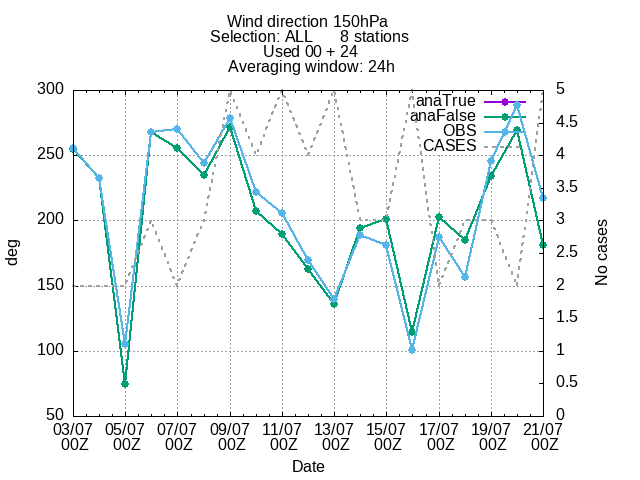 Wind direction 150hPa
Selection: ALL 8 stations
Used 00 + 24
Averaging window: 24h
anaTrue
anaFalse
OBS
CASES
300
250
200
150
100
50
deg
5
4.5
4
3.5
3
2.5
2
1.5
1
0.5
0
No cases
03/07 05/07 07/07 09/07 11/07 13/07 15/07 17/07 19/07 21/07
00Z 00Z 00Z 00Z 00Z 00Z 00Z 00Z 00Z 00Z
Date